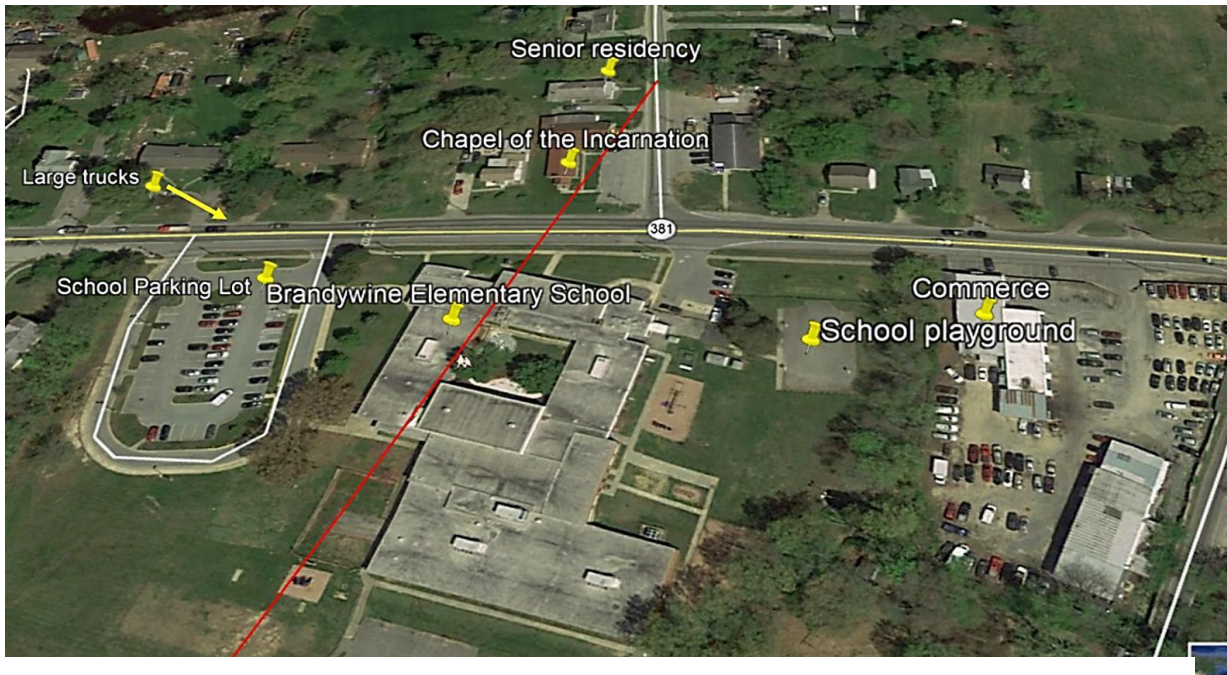 Senior residency
Chapel of the Incarnation
Large trucks
381
School Parking Lot
Brandywine Elementary School
Commerce
School playground